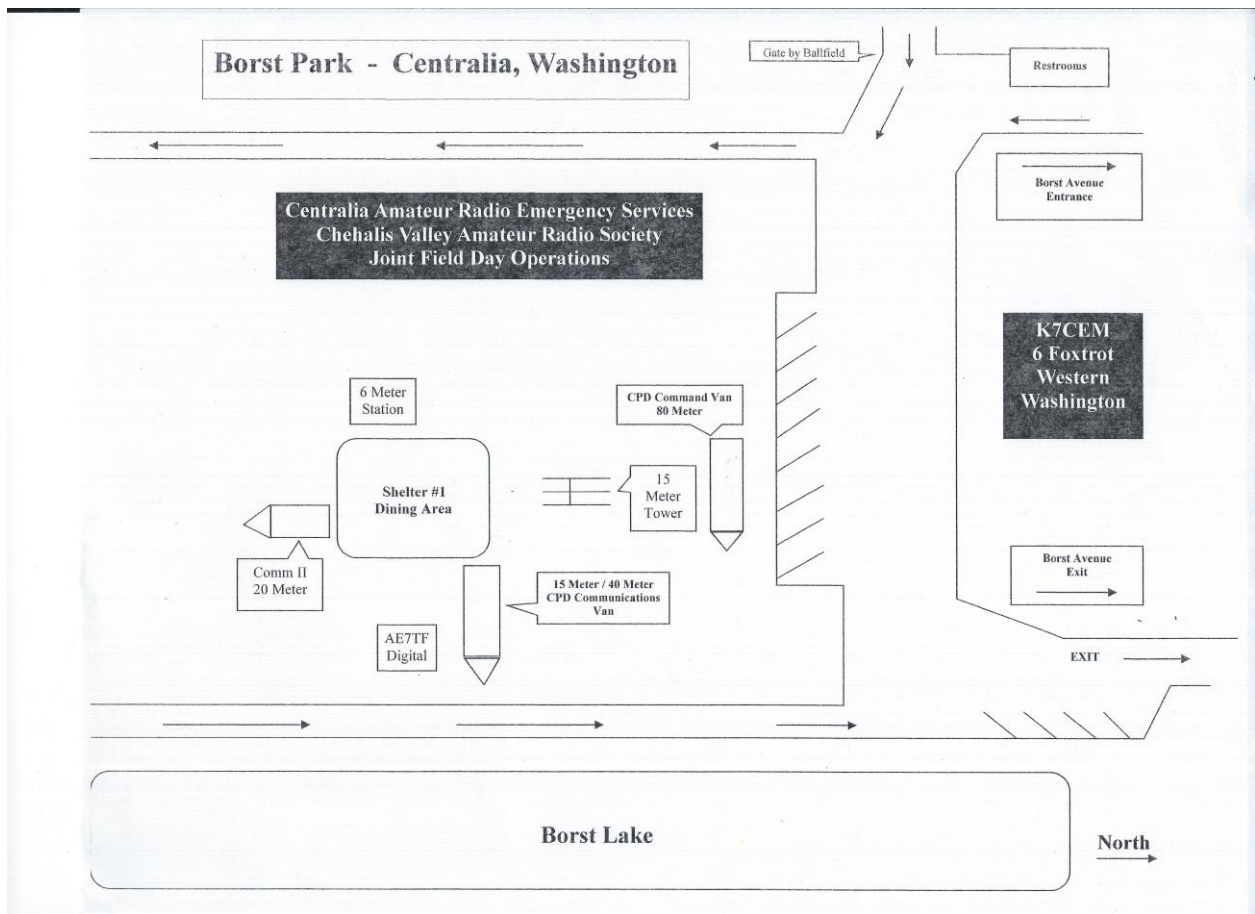 Gate by Ballfield
Borst Park - Centralia, Washington
Restrooms
Borst Avenue
Entrance
Centralia Amateur Radio Emergency Services
Chehalis Valley Amateur Radio Society
Joint Field Day Operations
K7CEM
6 Foxtrot
Western
Washington
6 Meter
Station
CPD Command Van
80 Meter
Shelter #1
Dining Area
15
Meter
Tower
Comm II
20 Meter
15 Meter / 40 Meter
CPD Communications
Van
Borst Avenue
Exit
AE7TF
Digital
EXIT
Borst Lake
North